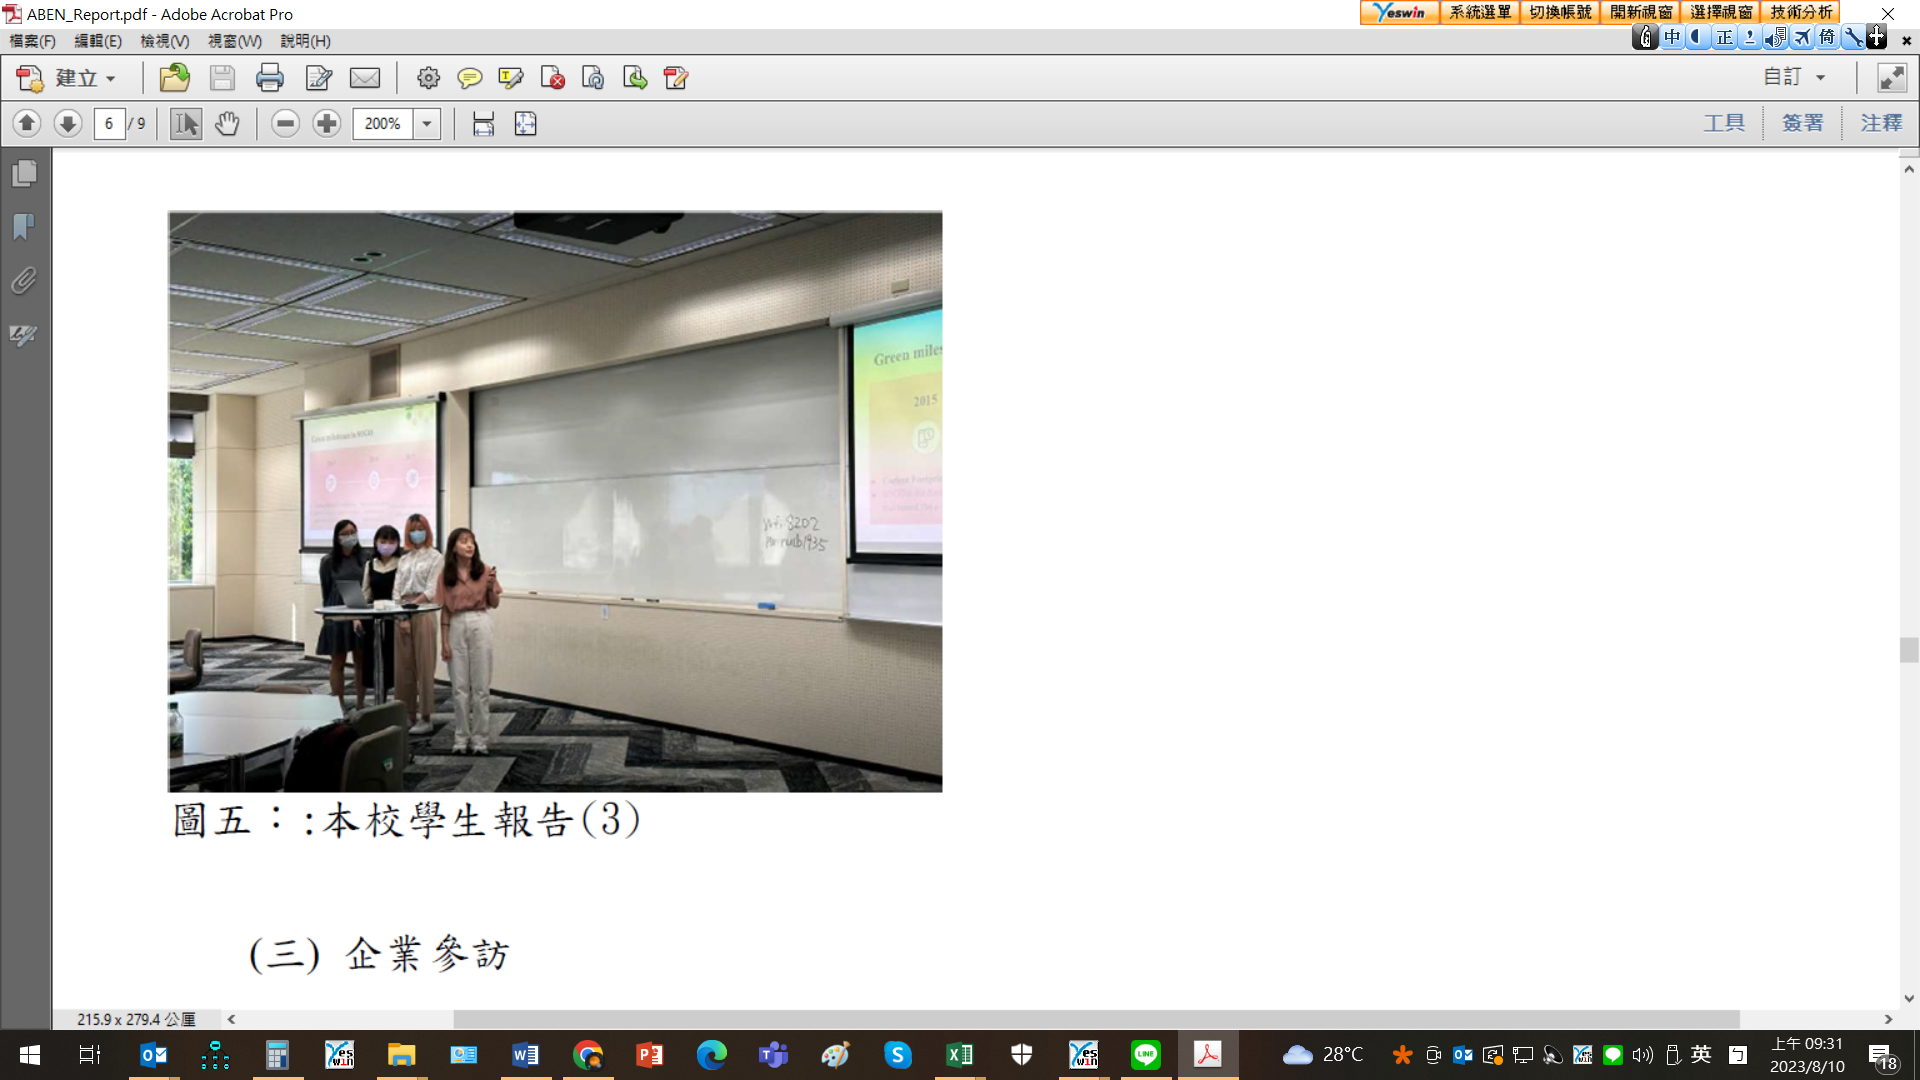 ABEN_Report.pdf - Adobe Acrobat Pro
Yeswin 系統選單 切換帳號 開新視窗 選擇視窗 技術分析
檔案(F) 編輯(E) 檢視(V) 視窗(W) 說明(H)
中 正 倚
建立
自訂
6 / 9
200%
工具 簽署 注釋
Green miles
2015
圖五：:本校學生報告(3)
(三) 企業參訪
215.9 x 279.4 公厘
28°C
英
上午 09:31
2023/8/10
18